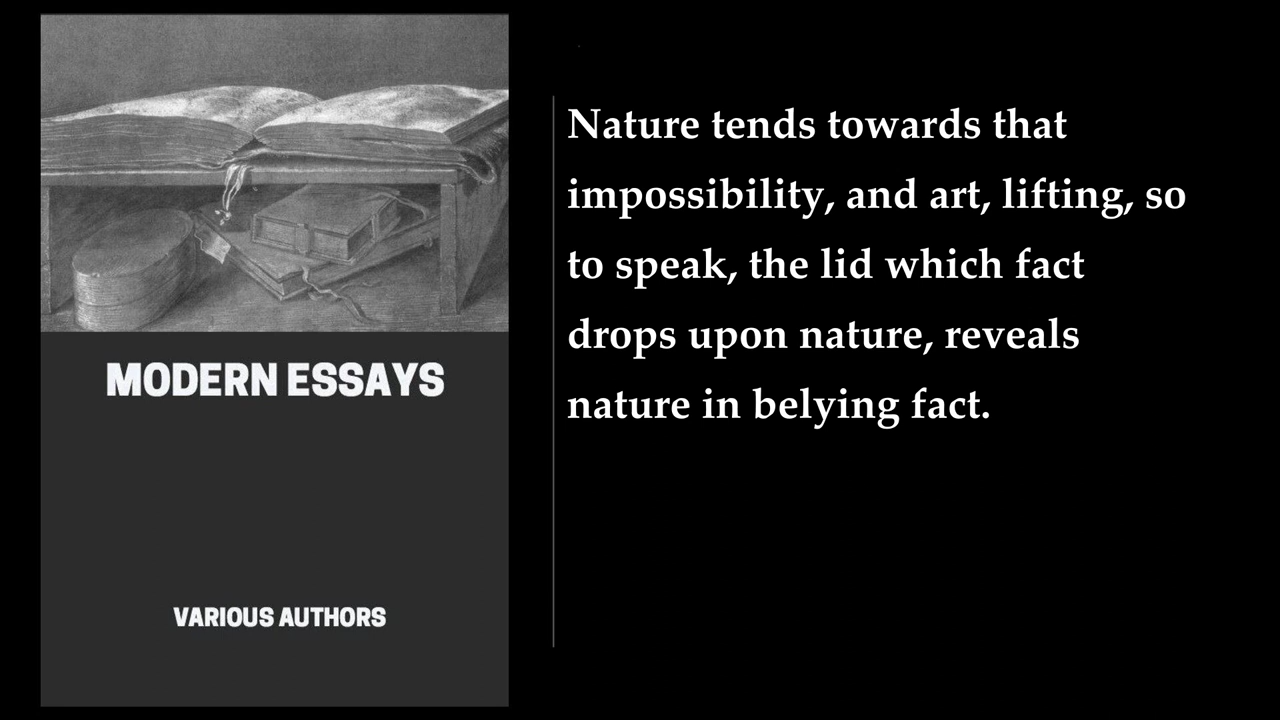 MODERN ESSAYS
VARIOUS AUTHORS
Nature tends towards that
impossibility, and art, lifting, so
to speak, the lid which fact
drops upon nature, reveals
nature in belying fact.